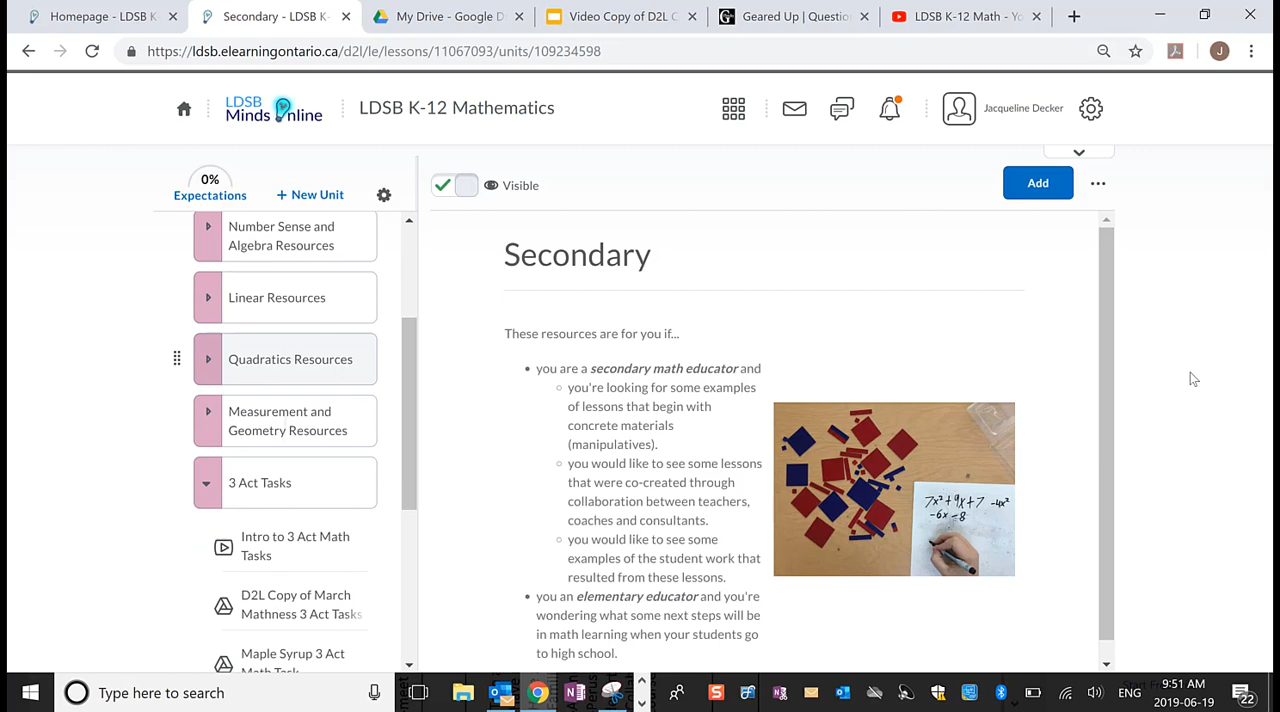 Homepage - LDSB K
Secondary - LDSB K-
My Drive - Google D
Video Copy of D2L C
Geared Up | Questio
LDSB K-12 Math - Yo
https://ldsb.elearningontario.ca/d2l/le/lessons/11067093/units/109234598
J
LDSB
Minds Online
LDSB K-12 Mathematics
Jacqueline Decker
0%
Expectations
+ New Unit
Visible
Add
Number Sense and
Algebra Resources
Linear Resources
Quadratics Resources
Measurement and
Geometry Resources
3 Act Tasks
Intro to 3 Act Math
Tasks
D2L Copy of March
Mathness 3 Act Tasks
Maple Syrup 3 Act
Math Task
Secondary
These resources are for you if...
you are a secondary math educator and
you're looking for some examples
of lessons that begin with
concrete materials
(manipulatives).
you would like to see some lessons
that were co-created through
collaboration between teachers,
coaches and consultants.
you would like to see some
examples of the student work that
resulted from these lessons.
you an elementary educator and you're
wondering what some next steps will be
in math learning when your students go
to high school.
7x²+9x+7 -4x²
-6x -8
Type here to search
ENG
9:51 AM
2019-06-19
22